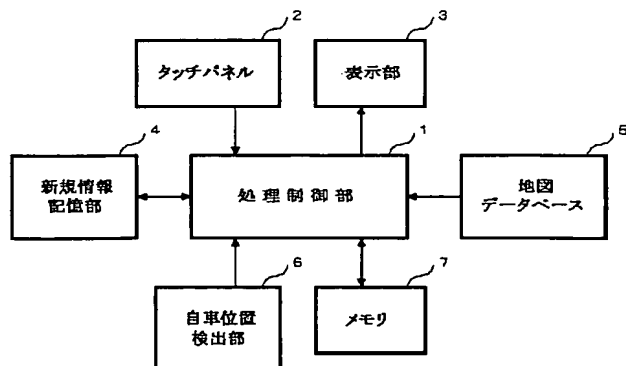 2
3
タッチパネル
表示部
4
1
5
新規情報
記憶部
処理制御部
地図
データベース
6
7
自車位置
検出部
メモリ